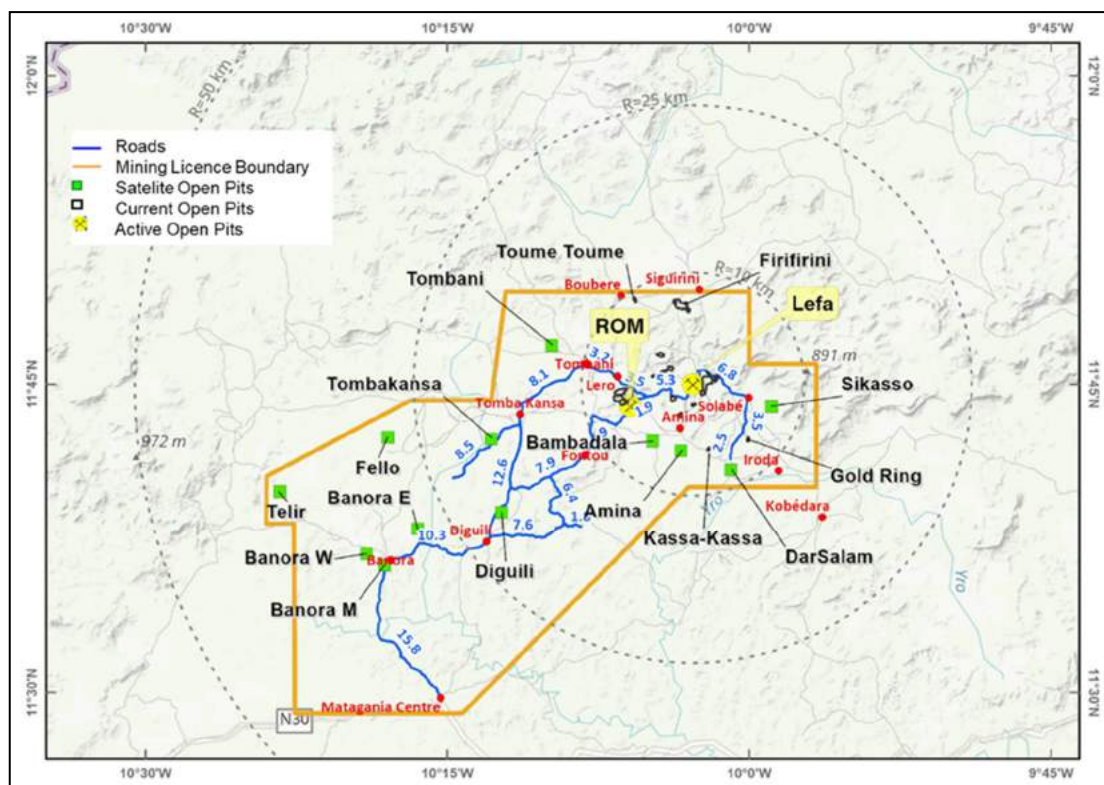 10°30'W
10°15'W
10°0'W
9°45'W
12°0'N
12°0'N
R=50 km
R=25 km
Roads
Mining Licence Boundary
Satelite Open Pits
Current Open Pits
Active Open Pits
Toume Toume
Firifirini
Tombani
Boubere
Siguirini
R=10 km
Lefa
ROM
891 m
11°45'N
11°45'N
Tombani
3.2
8.1
Lero
5.3
6.8
Tombakansa
Sikasso
Tomba Kansa
1.9
Solabé
Amina
3.5
972 m
Fello
8.5
Bambadala
2.5
Fontou
Iroda
Gold Ring
12.6
7.9
Banora E
Telir
6.4
Amina
Yro
Kobédara
Kassa-Kassa
DarSalam
10.3
Diguili
7.6
Banora W
Banora
Diguili
Banora M
Yro
15.8
11°30'N
11°30'N
Matagania Centre
N30
10°30'W
10°15'W
10°0'W
9°45'W